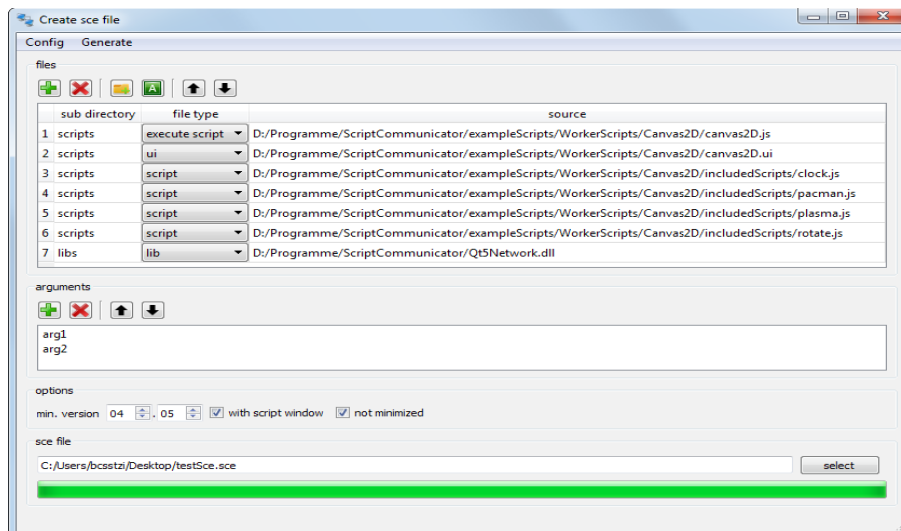 Create sce file
Config Generate
files
A
sub directory file type source
1 scripts execute script D:/Programme/ScriptCommunicator/exampleScripts/WorkerScripts/Canvas2D/canvas2D.js
2 scripts ui D:/Programme/ScriptCommunicator/exampleScripts/WorkerScripts/Canvas2D/canvas2D.ui
3 scripts script D:/Programme/ScriptCommunicator/exampleScripts/WorkerScripts/Canvas2D/includedScripts/clock.js
4 scripts script D:/Programme/ScriptCommunicator/exampleScripts/WorkerScripts/Canvas2D/includedScripts/pacman.js
5 scripts script D:/Programme/ScriptCommunicator/exampleScripts/WorkerScripts/Canvas2D/includedScripts/plasma.js
6 scripts script D:/Programme/ScriptCommunicator/exampleScripts/WorkerScripts/Canvas2D/includedScripts/rotate.js
7 libs lib D:/Programme/ScriptCommunicator/Qt5Network.dll
arguments
arg1
arg2
options
min. version 04 . 05 with script window not minimized
sce file
C:/Users/bcsstzi/Desktop/testSce.sce select